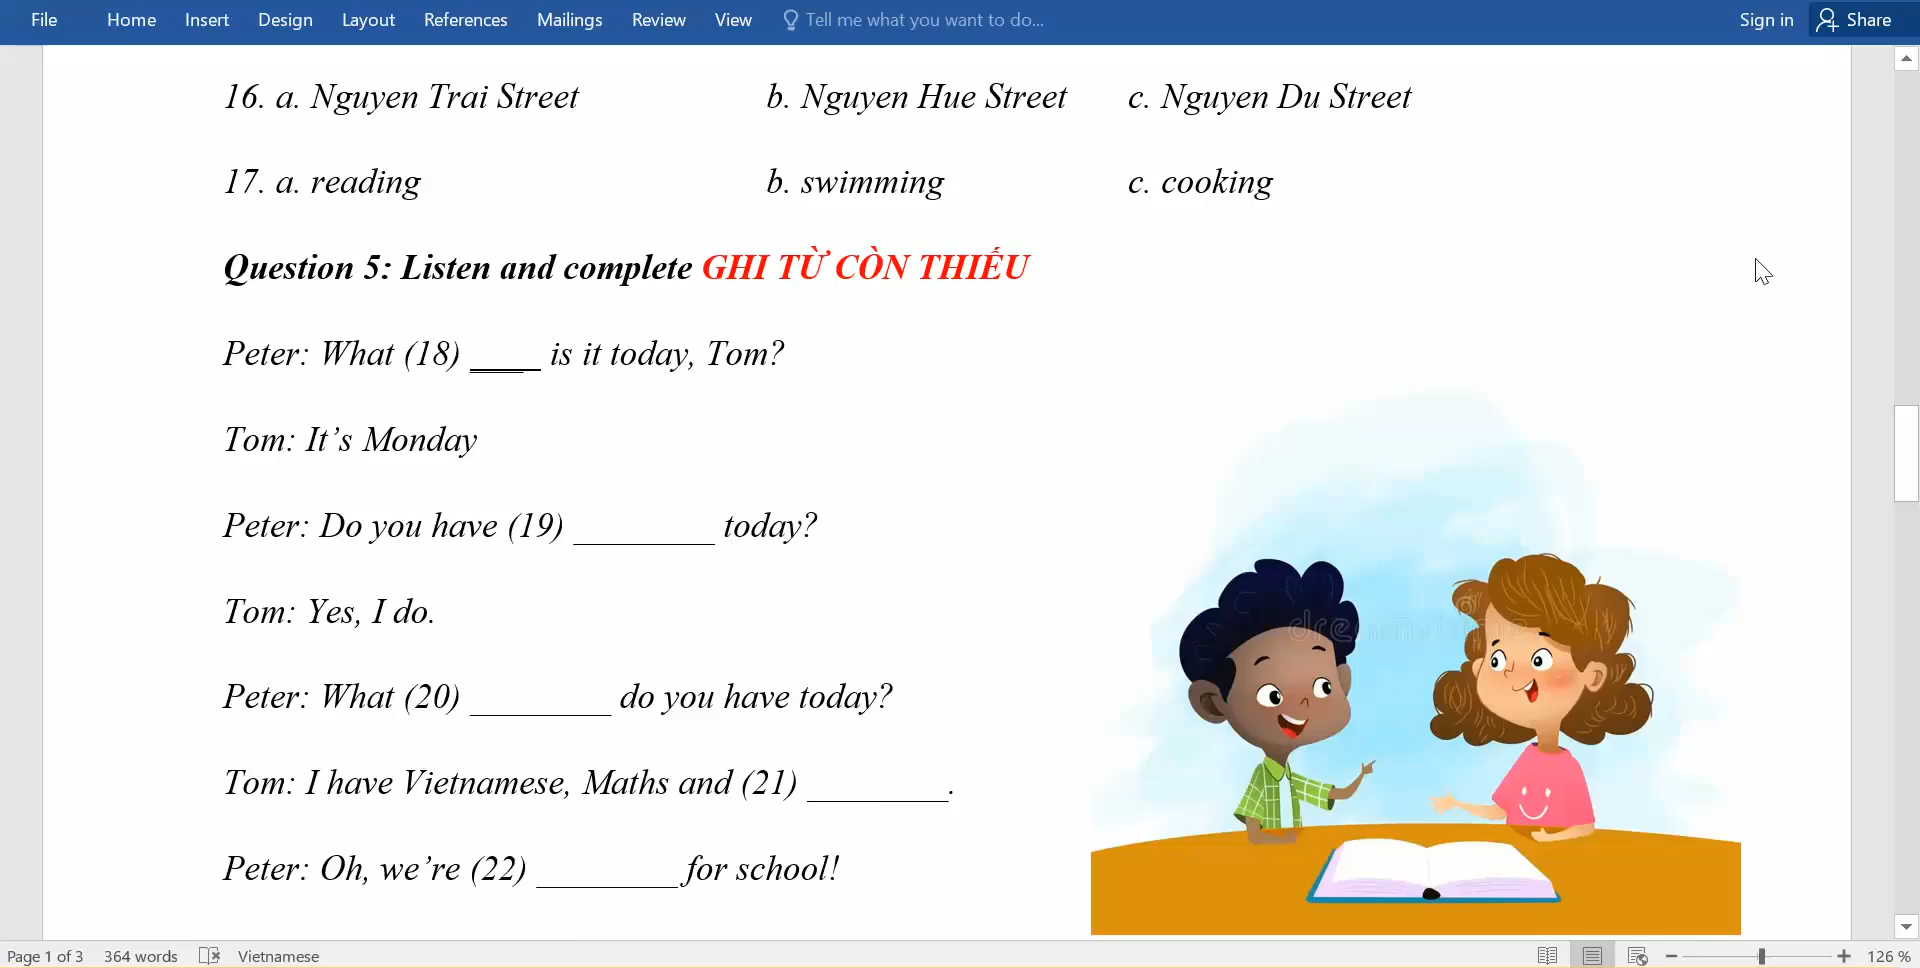 File Home Insert Design Layout References Mailings Review View Tell me what you want to do... Sign in Share
16. a. Nguyen Trai Street b. Nguyen Hue Street c. Nguyen Du Street
17. a. reading b. swimming c. cooking
Question 5: Listen and complete GHI TỪ CÒN THIẾU
Peter: What (18) ____ is it today, Tom?
Tom: It’s Monday
Peter: Do you have (19) ________ today?
Tom: Yes, I do.
Peter: What (20) ________ do you have today?
Tom: I have Vietnamese, Maths and (21) ________.
Peter: Oh, we’re (22) ________ for school!
Page 1 of 3 364 words Vietnamese 126 %